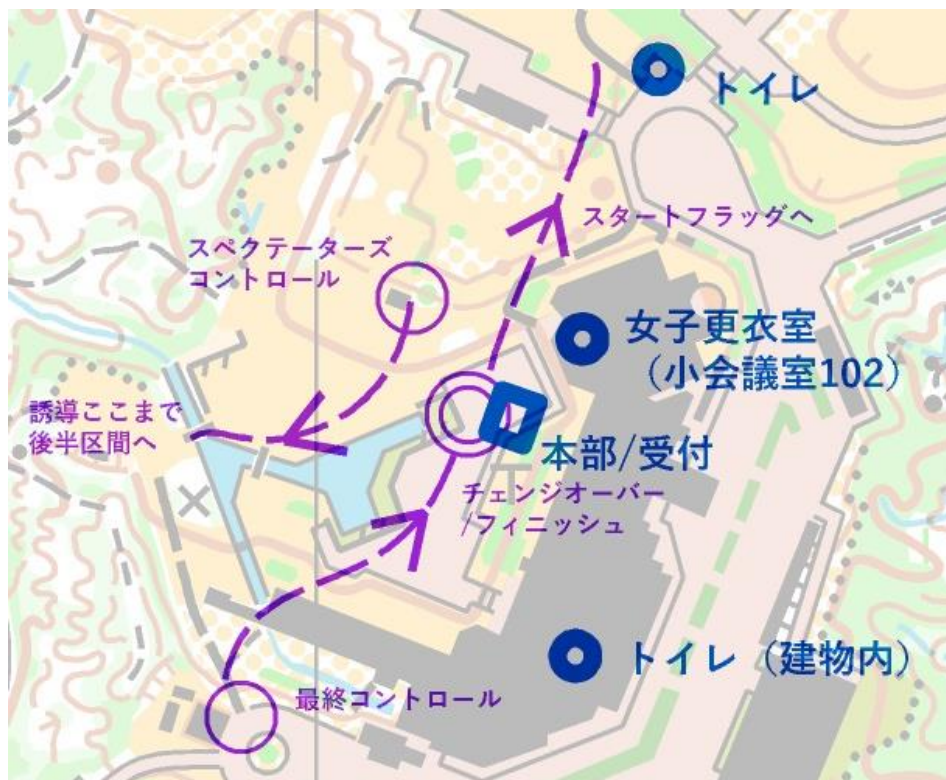 トイレ
スタートフラッグへ
スペクテーターズ
コントロール
女子更衣室
（小会議室102）
誘導ここまで
後半区間へ
本部/受付
チェンジオーバー
/フィニッシュ
トイレ（建物内）
最終コントロール